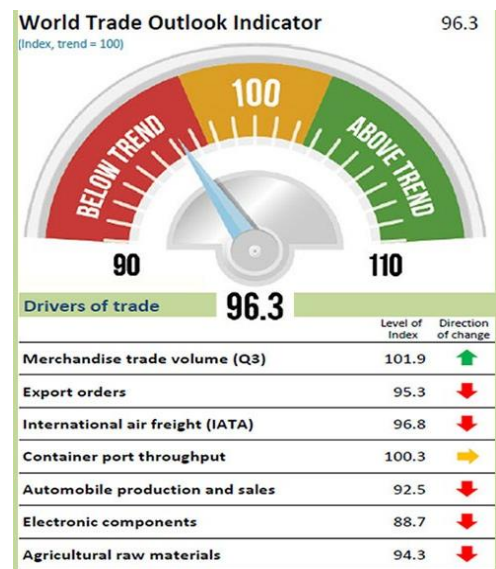 World Trade Outlook Indicator 96.3
(Index, trend = 100)
BELOW TREND 100 ABOVE TREND
90 110
96.3
Drivers of trade
Level of Index Direction of change
Merchandise trade volume (Q3) 101.9
Export orders 95.3
International air freight (IATA) 96.8
Container port throughput 100.3
Automobile production and sales 92.5
Electronic components 88.7
Agricultural raw materials 94.3